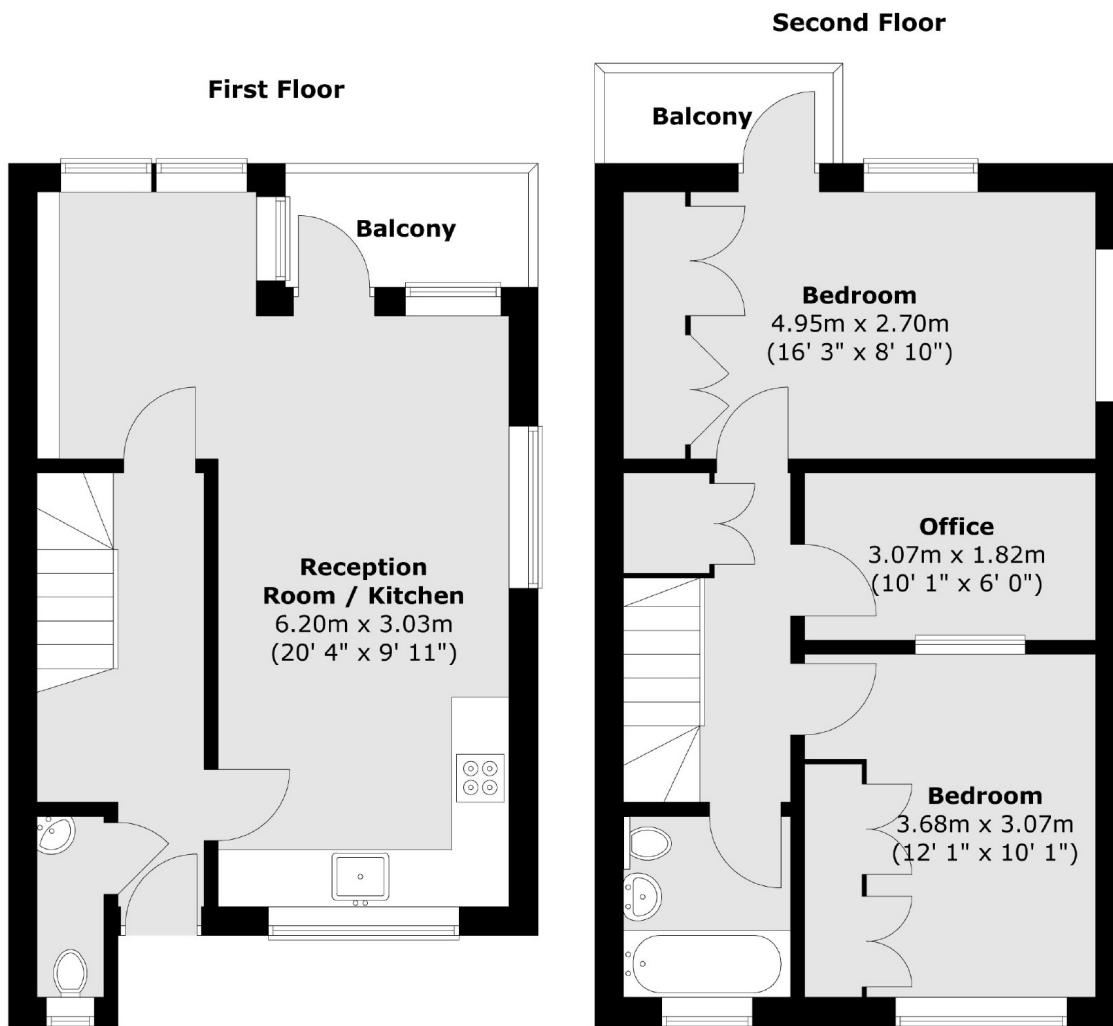 First Floor
Balcony
Reception
Room / Kitchen
6.20m x 3.03m
(20' 4" x 9' 11")
Second Floor
Balcony
Bedroom
4.95m x 2.70m
(16' 3" x 8' 10")
Office
3.07m x 1.82m
(10' 1" x 6' 0")
Bedroom
3.68m x 3.07m
(12' 1" x 10' 1")